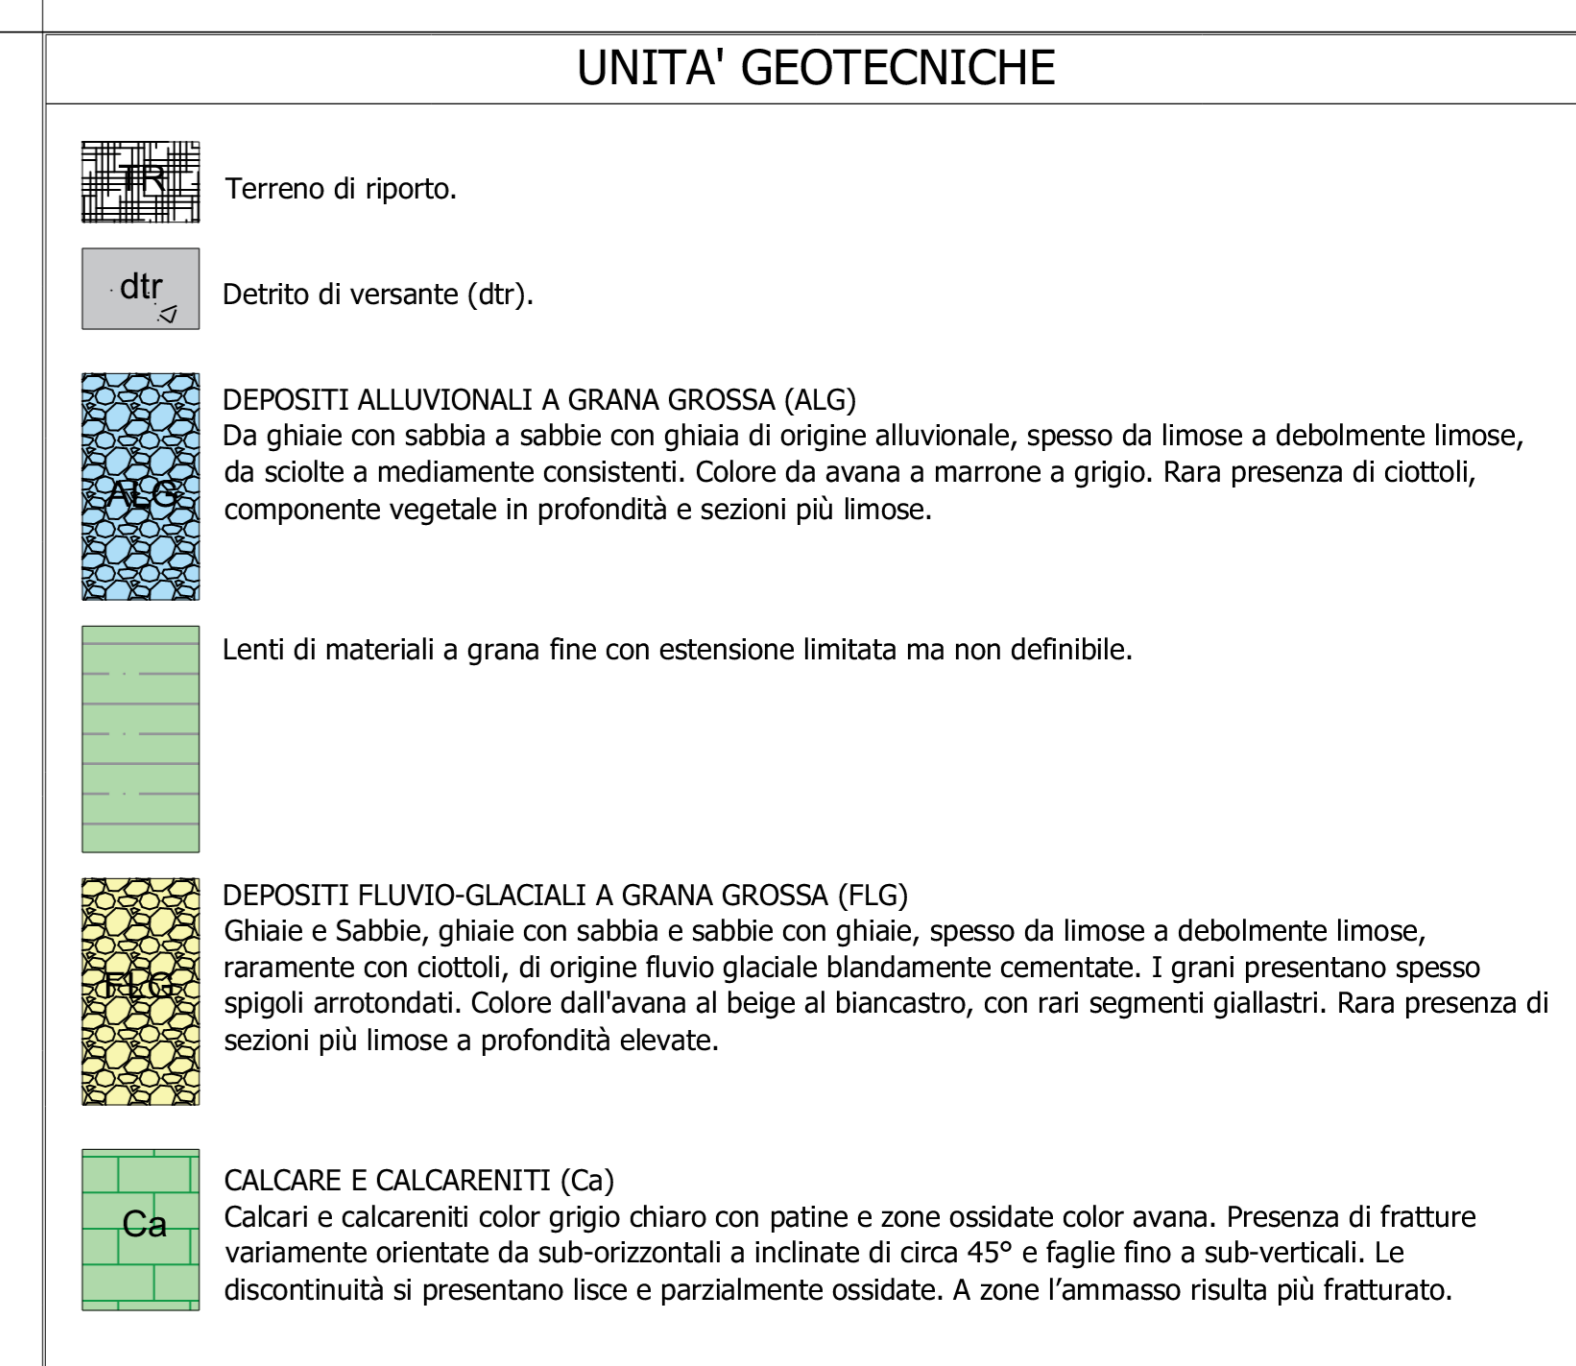 UNITA' GEOTECNICHE
TR
Terreno di riporto.
dtr
Detrito di versante (dtr).
DEPOSITI ALLUVIONALI A GRANA GROSSA (ALG)
Da ghiaie con sabbia a sabbie con ghiaia di origine alluvionale, spesso da limose a debolmente limose,
da sciolte a mediamente consistenti. Colore da avana a marrone a grigio. Rara presenza di ciottoli,
componente vegetale in profondità e sezioni più limose.
ALG
Lenti di materiali a grana fine con estensione limitata ma non definibile.
DEPOSITI FLUVIO-GLACIALI A GRANA GROSSA (FLG)
Ghiaie e Sabbie, ghiaie con sabbia e sabbie con ghiaie, spesso da limose a debolmente limose,
raramente con ciottoli, di origine fluvio glaciale blandamente cementate. I grani presentano spesso
spigoli arrotondati. Colore dall'avana al beige al biancastro, con rari segmenti giallastri. Rara presenza di
sezioni più limose a profondità elevate.
FLG
CALCARE E CALCARENITI (Ca)
Calcari e calcareniti color grigio chiaro con patine e zone ossidate color avana. Presenza di fratture
variamente orientate da sub-orizzontali a inclinate di circa 45° e faglie fino a sub-verticali. Le
discontinuità si presentano lisce e parzialmente ossidate. A zone l’ammasso risulta più fratturato.
Ca